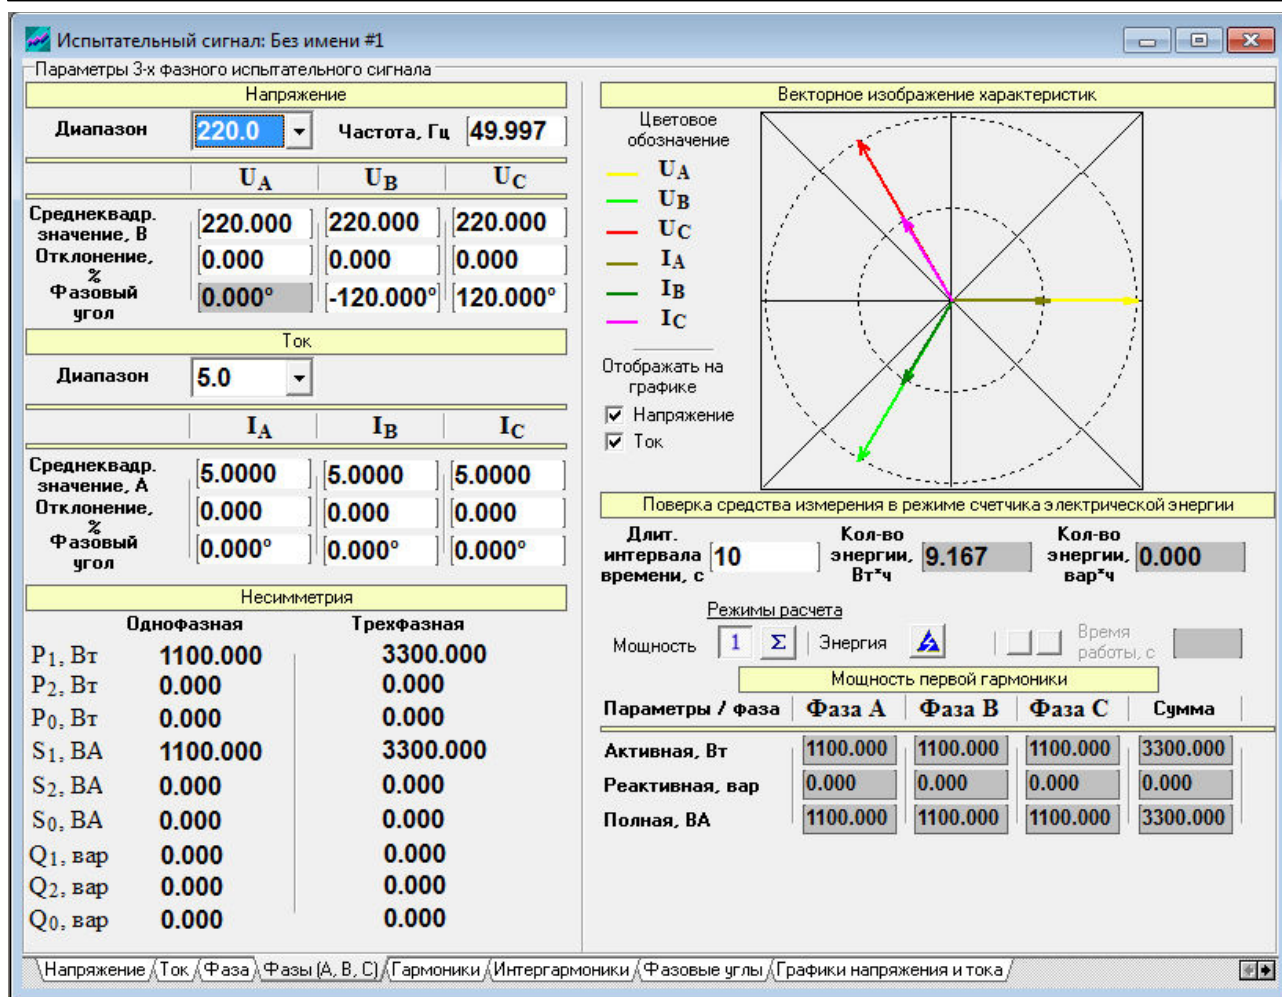 Испытательный сигнал: Без имени #1
Параметры 3-х фазного испытательного сигнала
Напряжение
Диапазон 220.0 Частота, Гц 49.997
UA UB UC
Среднеквадр. значение, В 220.000 220.000 220.000
Отклонение, % 0.000 0.000 0.000
Фазовый угол 0.000° -120.000° 120.000°
Ток
Диапазон 5.0
IA IB IC
Среднеквадр. значение, А 5.0000 5.0000 5.0000
Отклонение, % 0.000 0.000 0.000
Фазовый угол 0.000° 0.000° 0.000°
Несимметрия
Однофазная Трехфазная
P1, Вт 1100.000 3300.000
P2, Вт 0.000 0.000
P0, Вт 0.000 0.000
S1, ВА 1100.000 3300.000
S2, ВА 0.000 0.000
S0, ВА 0.000 0.000
Q1, вар 0.000 0.000
Q2, вар 0.000 0.000
Q0, вар 0.000 0.000
Векторное изображение характеристик
Цветовое
обозначение
UA
UB
UC
IA
IB
IC
Отображать на
графике
Напряжение
Ток
Поверка средства измерения в режиме счетчика электрической энергии
Длит. интервала времени, с 10 Кол-во энергии, Вт*ч 9.167 Кол-во энергии, вар*ч 0.000
Режимы расчета
Мощность 1 Σ Энергия Время работы, с
Мощность первой гармоники
Параметры / фаза Фаза A Фаза B Фаза C Сумма
Активная, Вт 1100.000 1100.000 1100.000 3300.000
Реактивная, вар 0.000 0.000 0.000 0.000
Полная, ВА 1100.000 1100.000 1100.000 3300.000
Напряжение Ток Фаза Фазы (А, В, С) Гармоники Интергармоники Фазовые углы Графики напряжения и тока